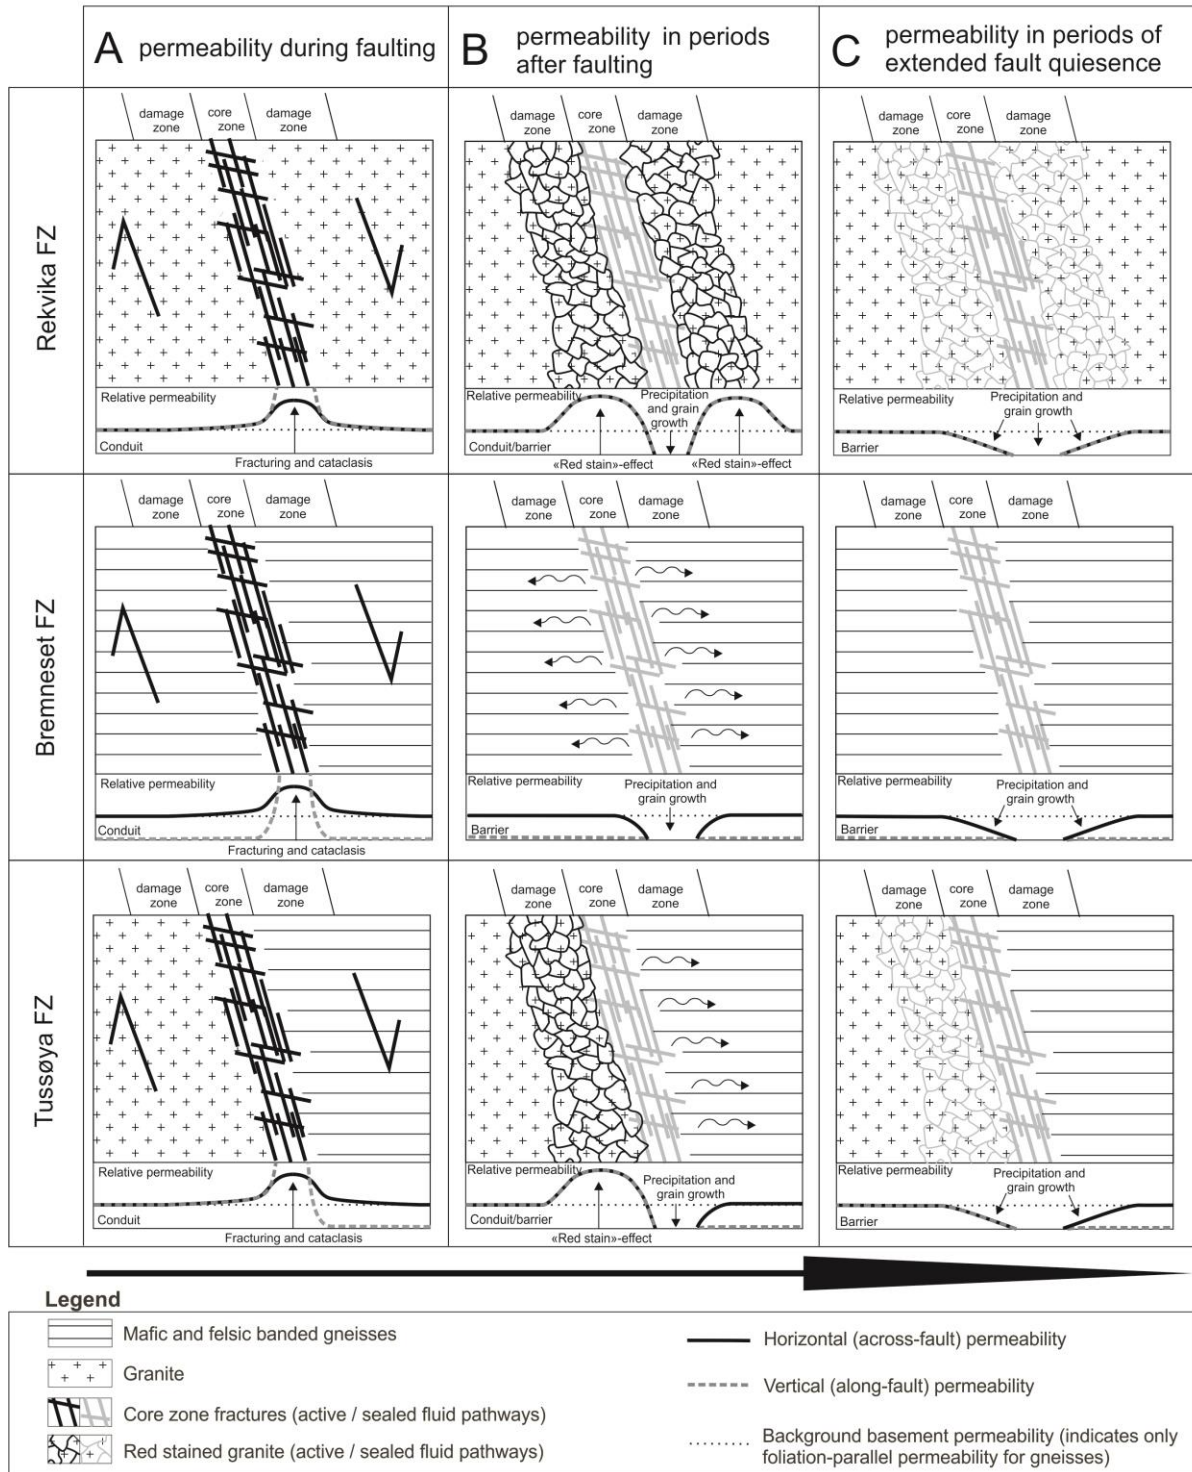 A permeability during faulting
B permeability in periods
after faulting
C permeability in periods of
extended fault quiesence
Rekvika FZ
damage
zone
core
zone
damage
zone
Relative permeability
Conduit
Fracturing and cataclasis
damage
zone
core
zone
damage
zone
Relative permeability
Precipitation
and grain
growth
Conduit/barrier
«Red stain»-effect
«Red stain»-effect
damage
zone
core
zone
damage
zone
Relative permeability
Precipitation and
grain growth
Barrier
Bremneset FZ
damage
zone
core
zone
damage
zone
Relative permeability
Conduit
Fracturing and cataclasis
damage
zone
core
zone
damage
zone
Relative permeability
Precipitation and
grain growth
Barrier
damage
zone
core
zone
damage
zone
Relative permeability
Precipitation and
grain growth
Barrier
Tussøya FZ
damage
zone
core
zone
damage
zone
Relative permeability
Conduit
Fracturing and cataclasis
damage
zone
core
zone
damage
zone
Relative permeability
Precipitation and
grain growth
Conduit/barrier
«Red stain»-effect
damage
zone
core
zone
damage
zone
Relative permeability
Precipitation and
grain growth
Barrier
Legend
Mafic and felsic banded gneisses
Granite
Core zone fractures (active / sealed fluid pathways)
Red stained granite (active / sealed fluid pathways)
Horizontal (across-fault) permeability
Vertical (along-fault) permeability
Background basement permeability (indicates only
foliation-parallel permeability for gneisses)